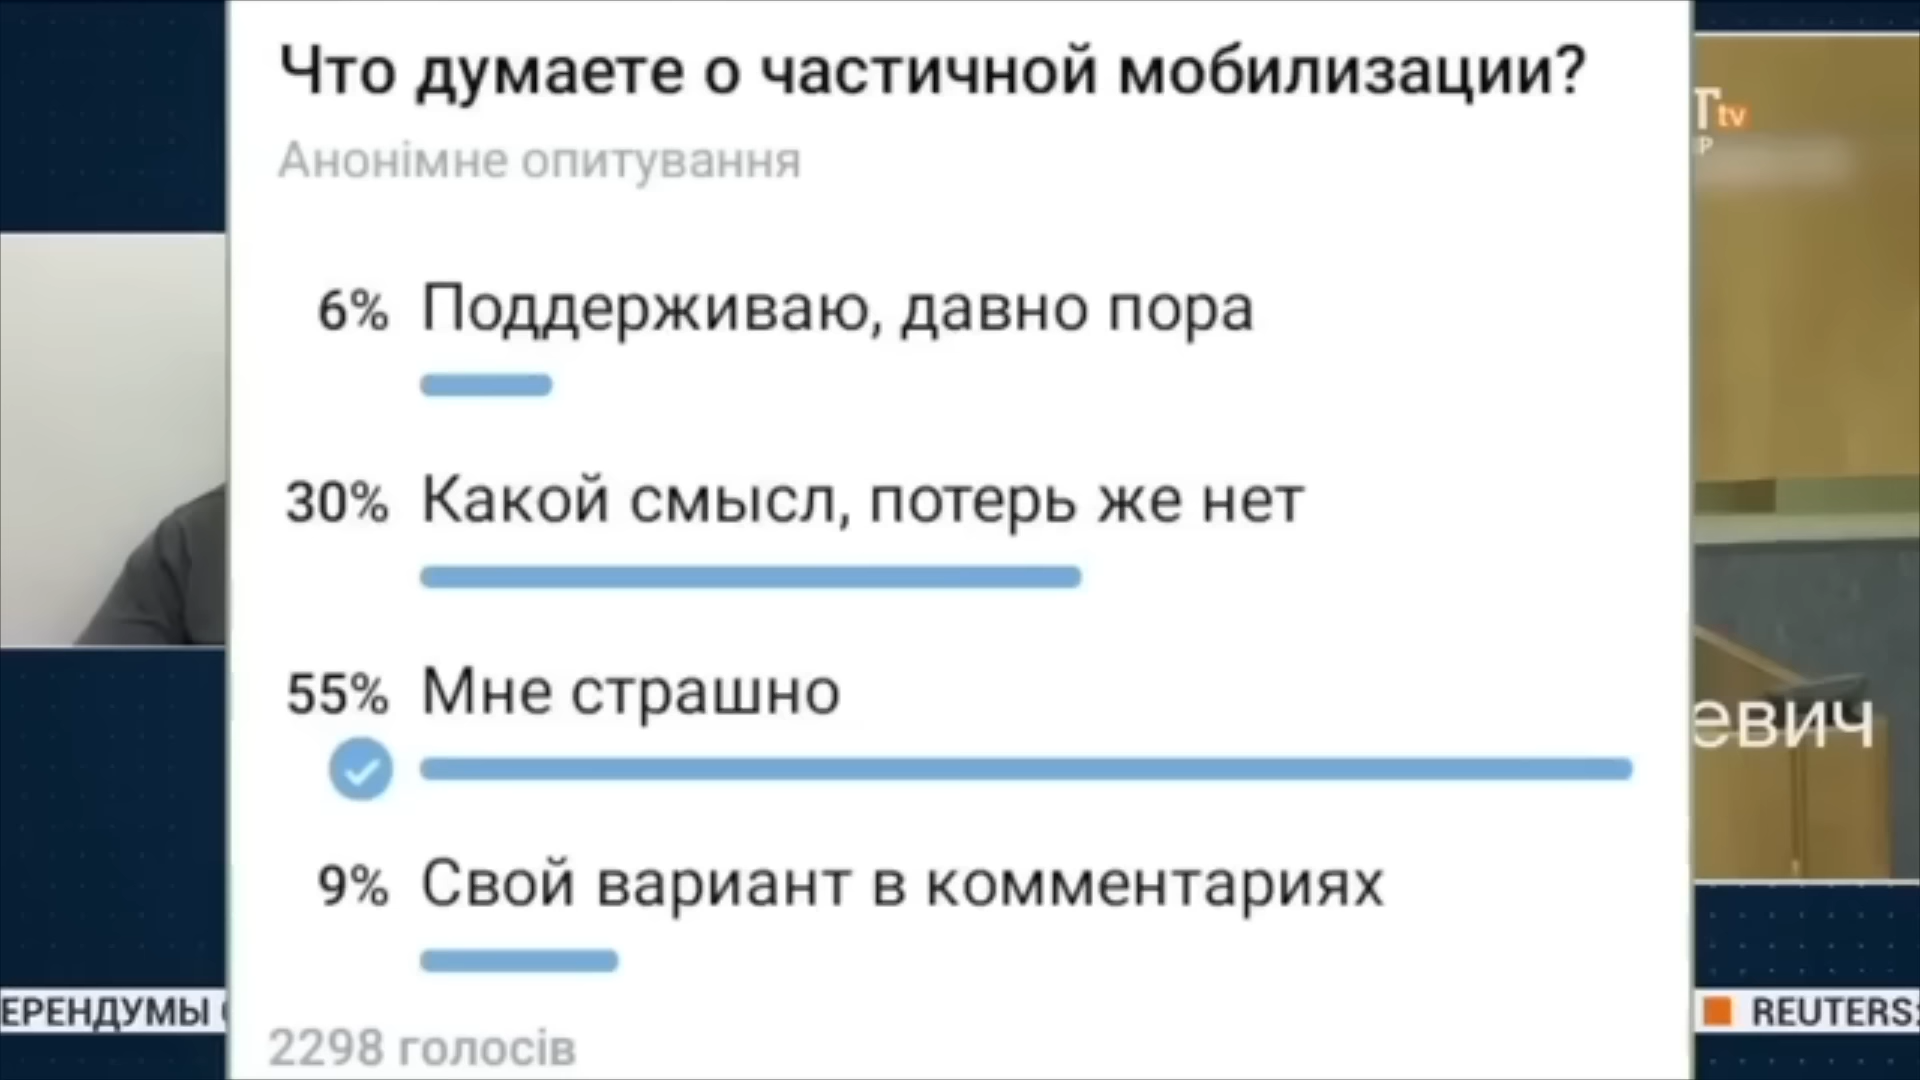 Что думаете о частичной мобилизации?
Анонімне опитування
6% Поддерживаю, давно пора
30% Какой смысл, потерь же нет
55% Мне страшно
9% Свой вариант в комментариях
2298 голосів
tv
евич
ЕРЕНДУМЫ
REUTERS: